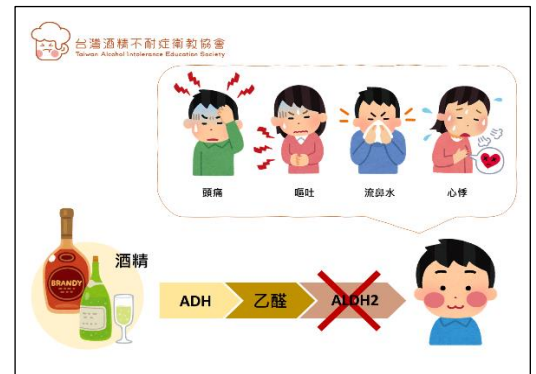 台灣酒精不耐症衛教協會
Taiwan Alcohol Intolerance Education Society
頭痛
嘔吐
流鼻水
心悸
酒精
BRANDY
ADH
乙醛
ALDH2